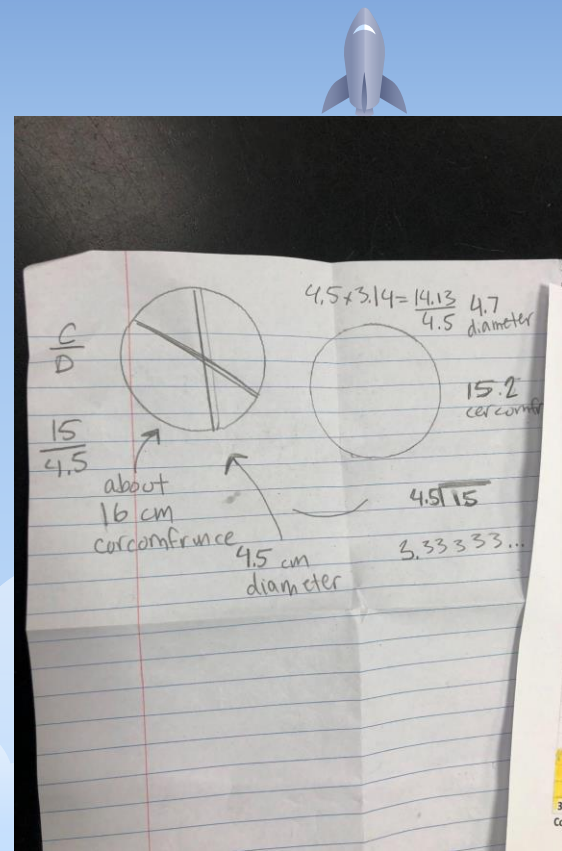 4.5 x 3.14 = 14.13
4.5
4.7
diameter
C
D
15.2
15
4.5
about
16 cm
corcomfrunce
4.5 cm
diameter
4.5√15
3.33333...
3